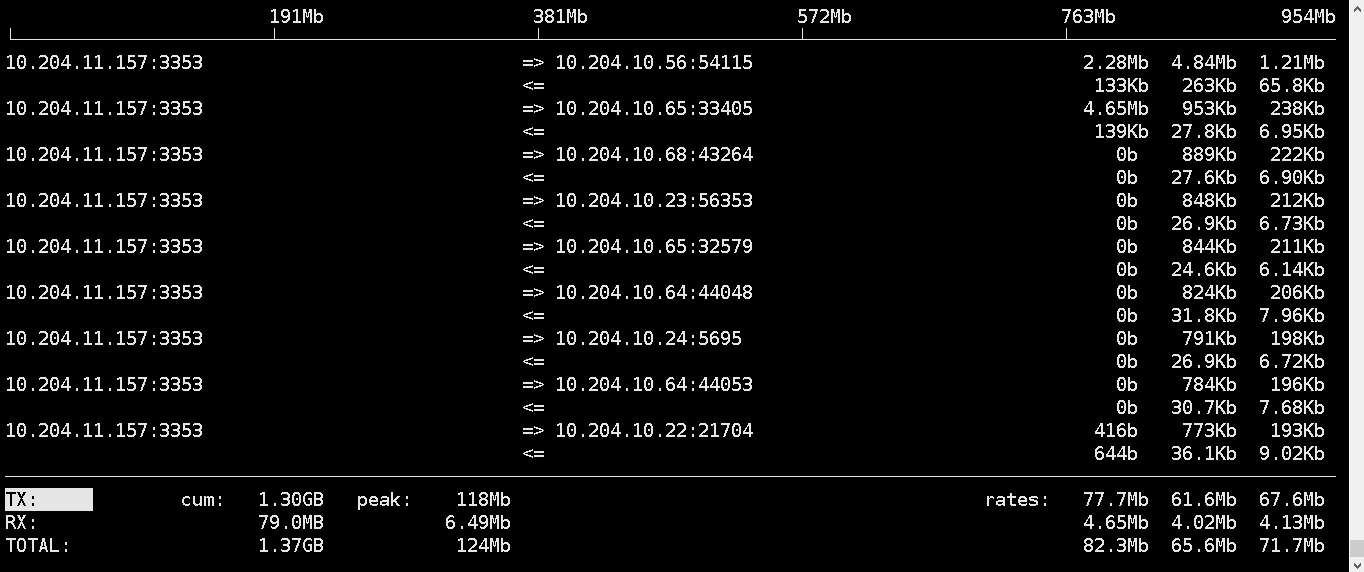 191Mb 381Mb 572Mb 763Mb 954Mb
10.204.11.157:3353 => 10.204.10.56:54115 2.28Mb 4.84Mb 1.21Mb
<= 133Kb 263Kb 65.8Kb
10.204.11.157:3353 => 10.204.10.65:33405 4.65Mb 953Kb 238Kb
<= 139Kb 27.8Kb 6.95Kb
10.204.11.157:3353 => 10.204.10.68:43264 0b 889Kb 222Kb
<= 0b 27.6Kb 6.90Kb
10.204.11.157:3353 => 10.204.10.23:56353 0b 848Kb 212Kb
<= 0b 26.9Kb 6.73Kb
10.204.11.157:3353 => 10.204.10.65:32579 0b 844Kb 211Kb
<= 0b 24.6Kb 6.14Kb
10.204.11.157:3353 => 10.204.10.64:44048 0b 824Kb 206Kb
<= 0b 31.8Kb 7.96Kb
10.204.11.157:3353 => 10.204.10.24:5695 0b 791Kb 198Kb
<= 0b 26.9Kb 6.72Kb
10.204.11.157:3353 => 10.204.10.64:44053 0b 784Kb 196Kb
<= 0b 30.7Kb 7.68Kb
10.204.11.157:3353 => 10.204.10.22:21704 416b 773Kb 193Kb
<= 644b 36.1Kb 9.02Kb
TX: cum: 1.30GB peak: 118Mb rates: 77.7Mb 61.6Mb 67.6Mb
RX: 79.0MB 6.49Mb 4.65Mb 4.02Mb 4.13Mb
TOTAL: 1.37GB 124Mb 82.3Mb 65.6Mb 71.7Mb